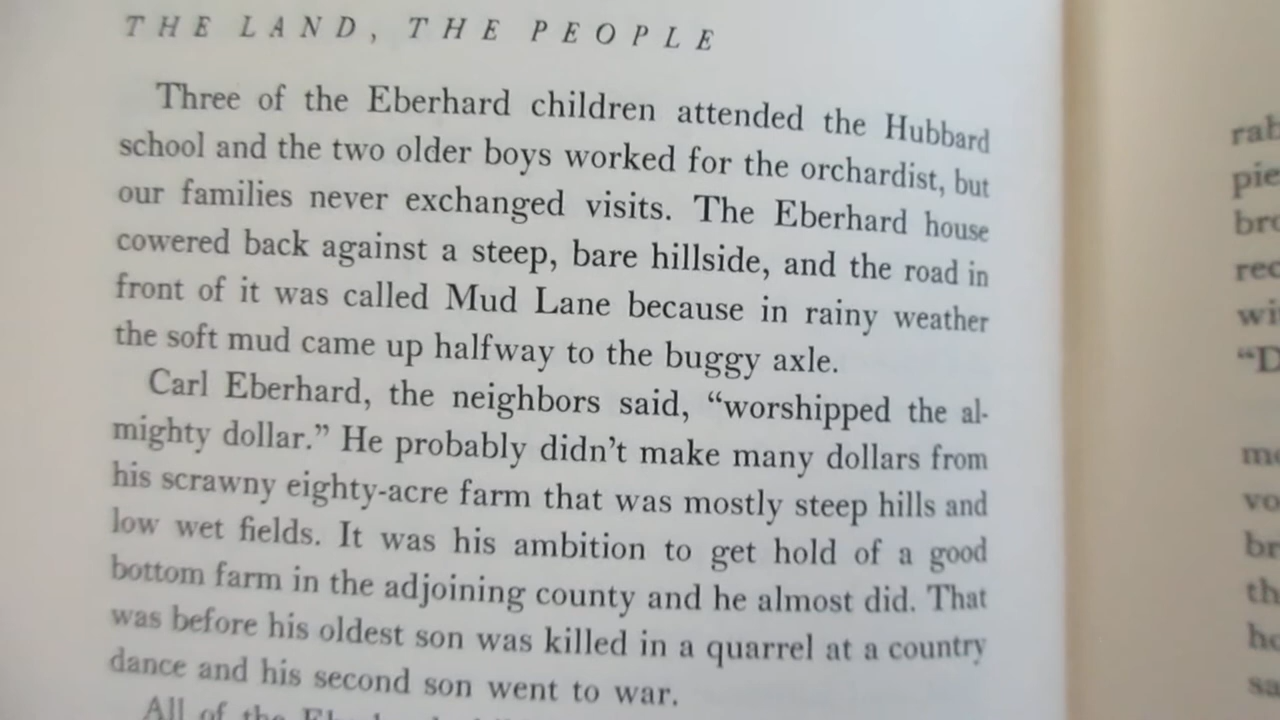 THE LAND, THE PEOPLE
Three of the Eberhard children attended the Hubbard
school and the two older boys worked for the orchardist, but
our families never exchanged visits. The Eberhard house
cowered back against a steep, bare hillside, and the road in
front of it was called Mud Lane because in rainy weather
the soft mud came up halfway to the buggy axle.
Carl Eberhard, the neighbors said, “worshipped the al-
mighty dollar.” He probably didn’t make many dollars from
his scrawny eighty-acre farm that was mostly steep hills and
low wet fields. It was his ambition to get hold of a good
bottom farm in the adjoining county and he almost did. That
was before his oldest son was killed in a quarrel at a country
dance and his second son went to war.
All of the